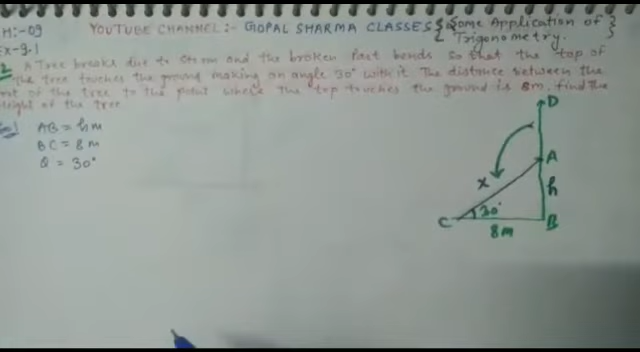 H:-09 YOUTUBE CHANNEL:- GOPAL SHARMA CLASSES { Some Application of Trigonometry. }
Ex-9.1
2. A Tree breaks due to Storm and the broken Part bends so that the top of
the tree touches the ground making an angle 30° with it. The distance between the
of the tree to the point where the top touches the ground is 8m. find the
height of the tree
AB = h m
BC = 8 m
θ = 30°
D
A
x
h
30°
C
B
8m